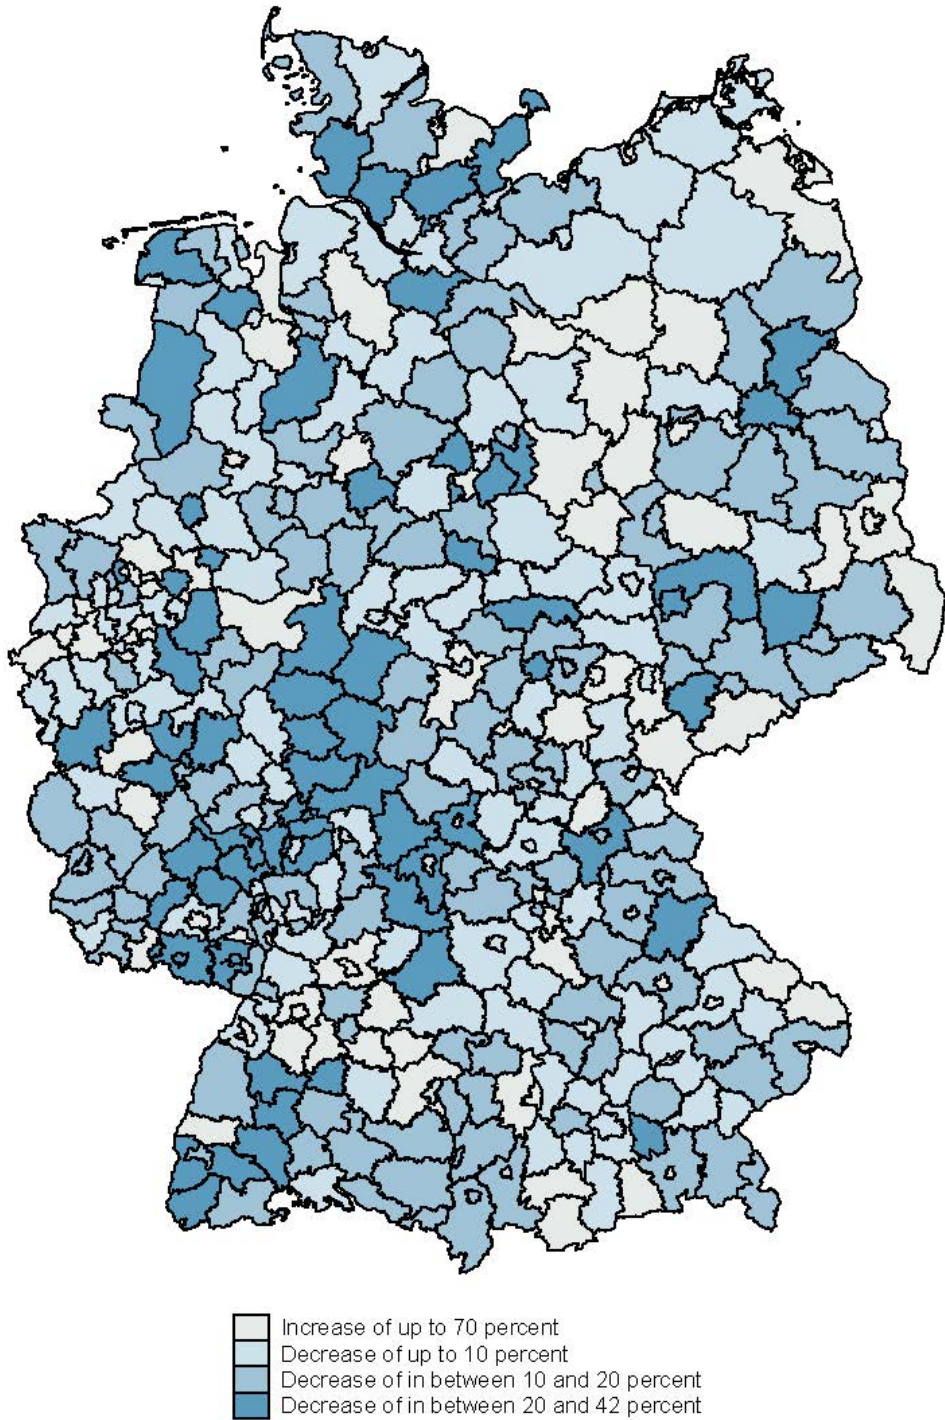 Increase of up to 70 percent
Decrease of up to 10 percent
Decrease of in between 10 and 20 percent
Decrease of in between 20 and 42 percent